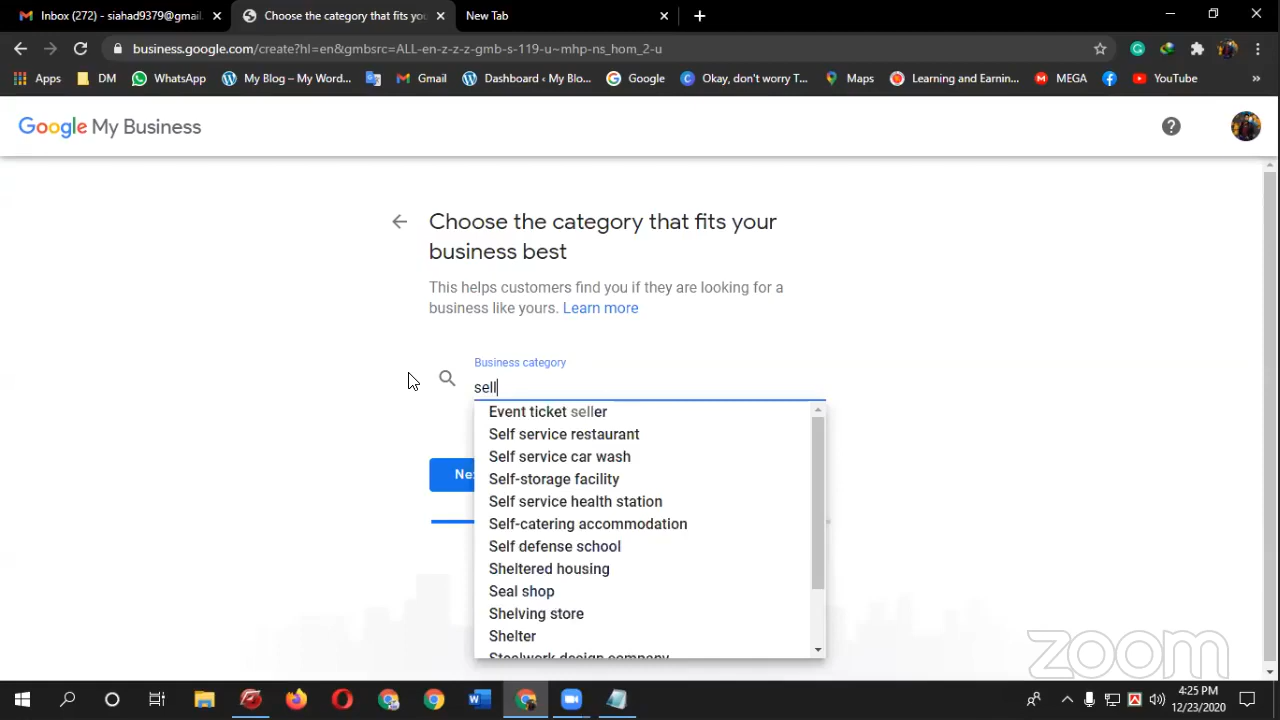 Inbox (272) - siahad9379@gmail.
Choose the category that fits you
New Tab
business.google.com/create?hl=en&gmbsrc=ALL-en-z-z-z-gmb-s-119-u~mhp-ns_hom_2-u
Apps
DM
WhatsApp
My Blog – My Word...
Gmail
Dashboard ‹ My Blo...
Google
Okay, don't worry T...
Maps
Learning and Earnin...
MEGA
YouTube
»
Google My Business
Choose the category that fits your
business best
This helps customers find you if they are looking for a
business like yours. Learn more
Business category
sell
Event ticket seller
Self service restaurant
Self service car wash
Self-storage facility
Ne
Self service health station
Self-catering accommodation
Self defense school
Sheltered housing
Seal shop
Shelving store
Shelter
Steelwork design company
zoom
4:25 PM
12/23/2020